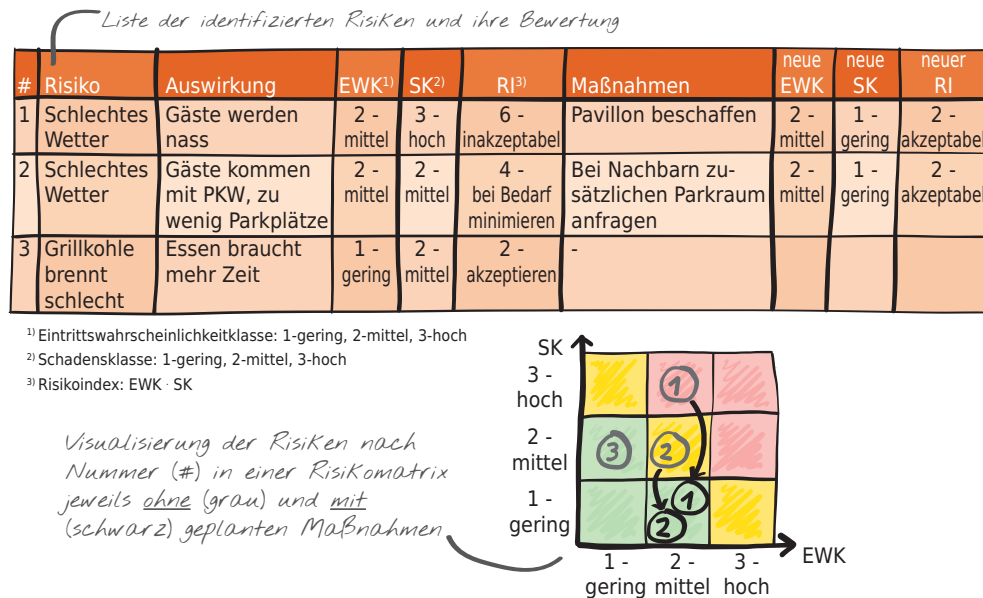 Liste der identifizierten Risiken und ihre Bewertung
# Risiko Auswirkung EWK1) SK2) RI3) Maßnahmen neue EWK neue SK neuer RI
1 Schlechtes Wetter Gäste werden nass 2 - mittel 3 - hoch 6 - inakzeptabel Pavillon beschaffen 2 - mittel 1 - gering 2 - akzeptabel
2 Schlechtes Wetter Gäste kommen mit PKW, zu wenig Parkplätze 2 - mittel 2 - mittel 4 - bei Bedarf minimieren Bei Nachbarn zu- sätzlichen Parkraum anfragen 2 - mittel 1 - gering 2 - akzeptabel
3 Grillkohle brennt schlecht Essen braucht mehr Zeit 1 - gering 2 - mittel 2 - akzeptieren -
1) Eintrittswahrscheinlichkeitklasse: 1-gering, 2-mittel, 3-hoch
2) Schadensklasse: 1-gering, 2-mittel, 3-hoch
3) Risikoindex: EWK · SK
Visualisierung der Risiken nach
Nummer (#) in einer Risikomatrix
jeweils ohne (grau) und mit
(schwarz) geplanten Maßnahmen
SK
3 -
hoch
1
2 -
mittel
3 2
1 -
gering
1
2
EWK
1 - 2 - 3 -
gering mittel hoch